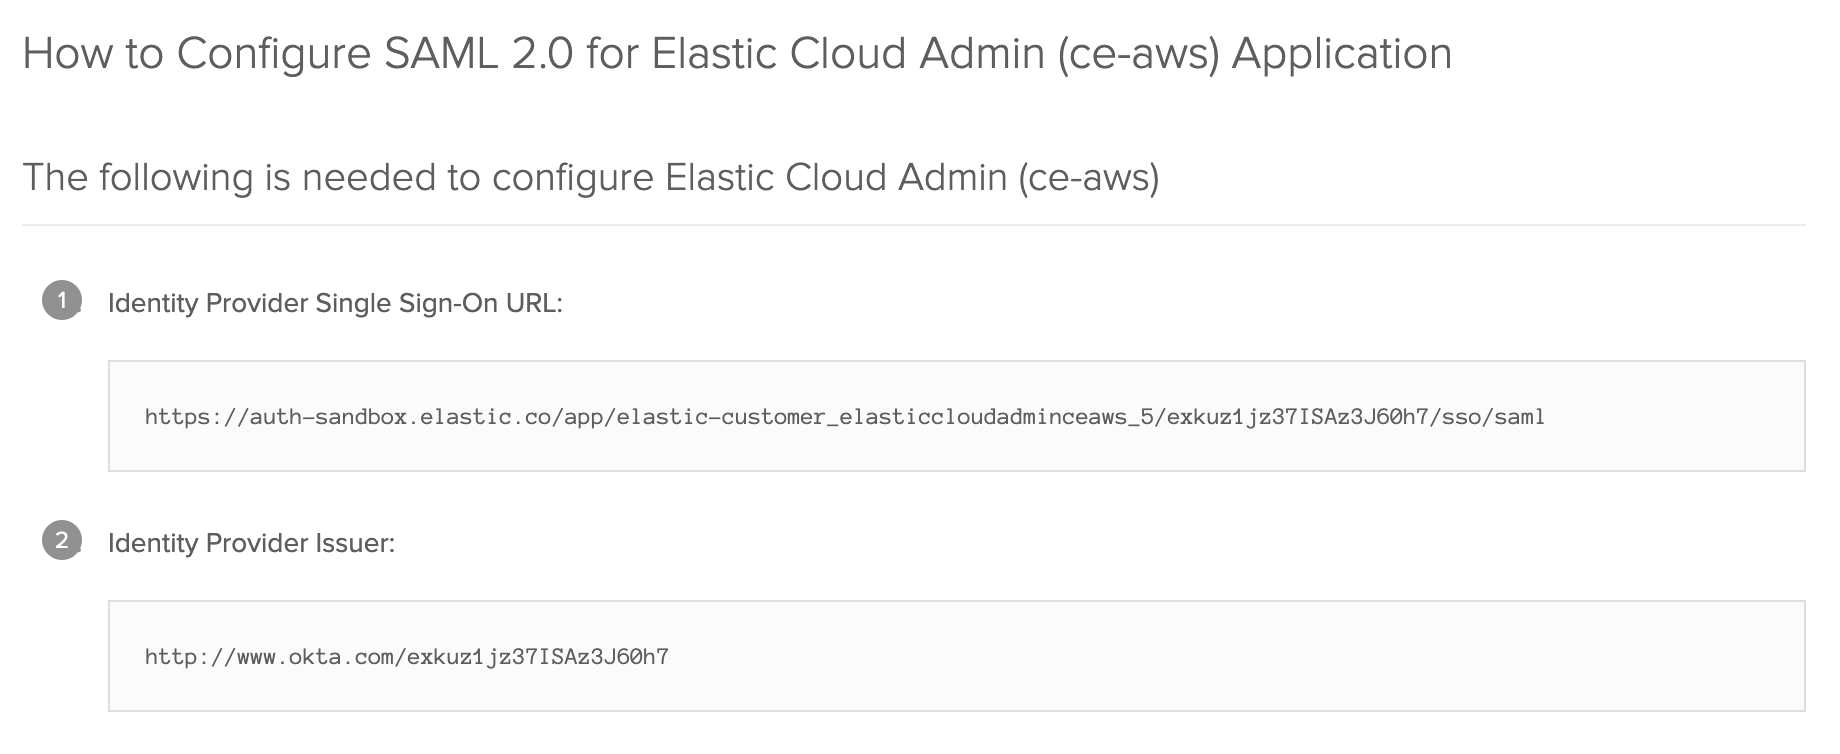 How to Configure SAML 2.0 for Elastic Cloud Admin (ce-aws) Application
The following is needed to configure Elastic Cloud Admin (ce-aws)
1 Identity Provider Single Sign-On URL:
https://auth-sandbox.elastic.co/app/elastic-customer_elasticcloudadminceaws_5/exkuz1jz37ISAz3J60h7/sso/saml
2 Identity Provider Issuer:
http://www.okta.com/exkuz1jz37ISAz3J60h7